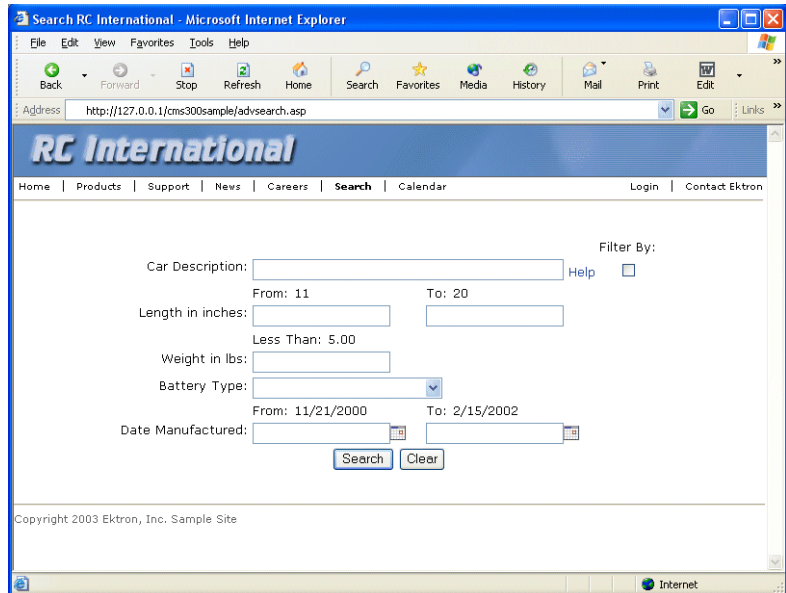 Search RC International - Microsoft Internet Explorer
File Edit View Favorites Tools Help
Back Forward Stop Refresh Home Search Favorites Media History Mail Print Edit »
Address http://127.0.0.1/cms300sample/advsearch.asp Go Links »
RC International
Home | Products | Support | News | Careers | Search | Calendar Login | Contact Ektron
Filter By:
Car Description: Help
From: 11 To: 20
Length in inches:
Less Than: 5.00
Weight in lbs:
Battery Type:
From: 11/21/2000 To: 2/15/2002
Date Manufactured:
Search Clear
Copyright 2003 Ektron, Inc. Sample Site
Internet